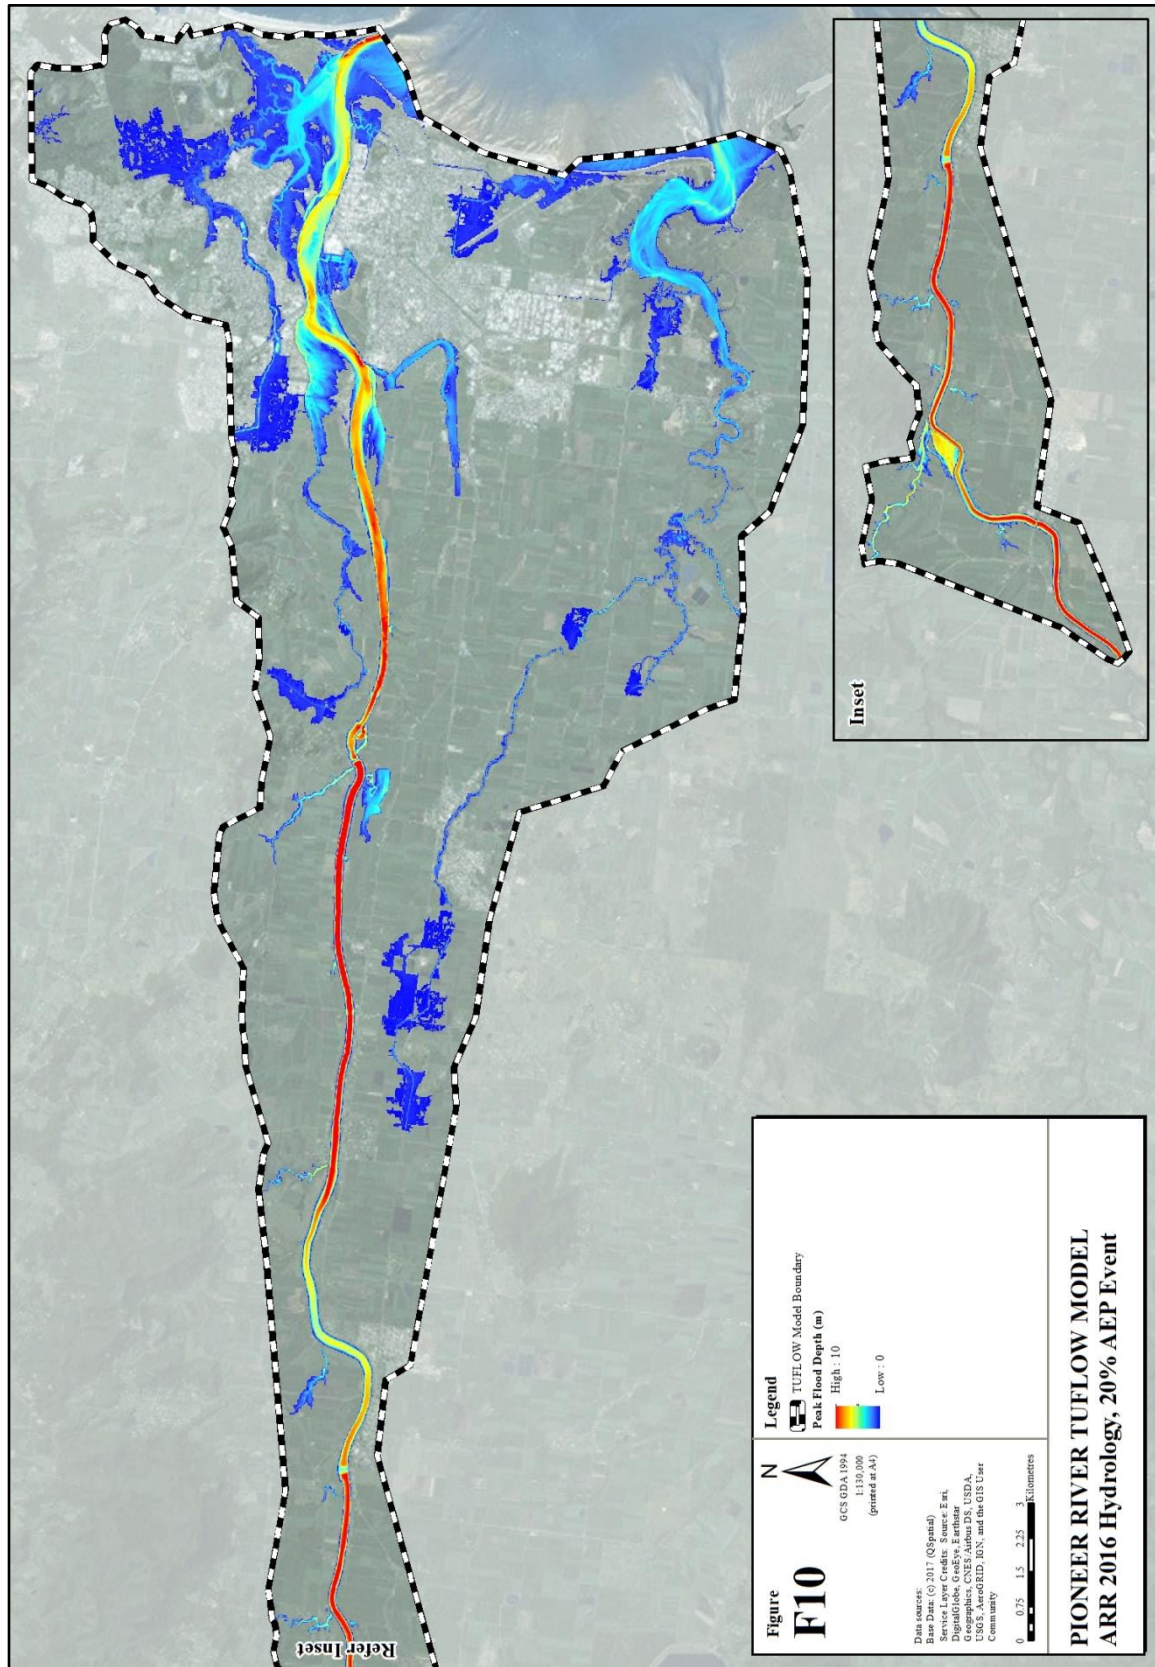 Refer Inset
Inset
Figure
F10
N
GCS GDA 1994
1:130,000
(printed at A4)
Data sources:
Base Data: (c) 2017 (QSpatial)
Service Layer Credits: Source: Esri,
DigitalGlobe, GeoEye, Earthstar
Geographics, CNES/Airbus DS, USDA,
USGS, AeroGRID, IGN, and the GIS User
Community
0 0.75 1.5 2.25 3
Kilometres
Legend
TUFLOW Model Boundary
Peak Flood Depth (m)
High : 10
Low : 0
PIONEER RIVER TUFLOW MODEL
ARR 2016 Hydrology, 20% AEP Event